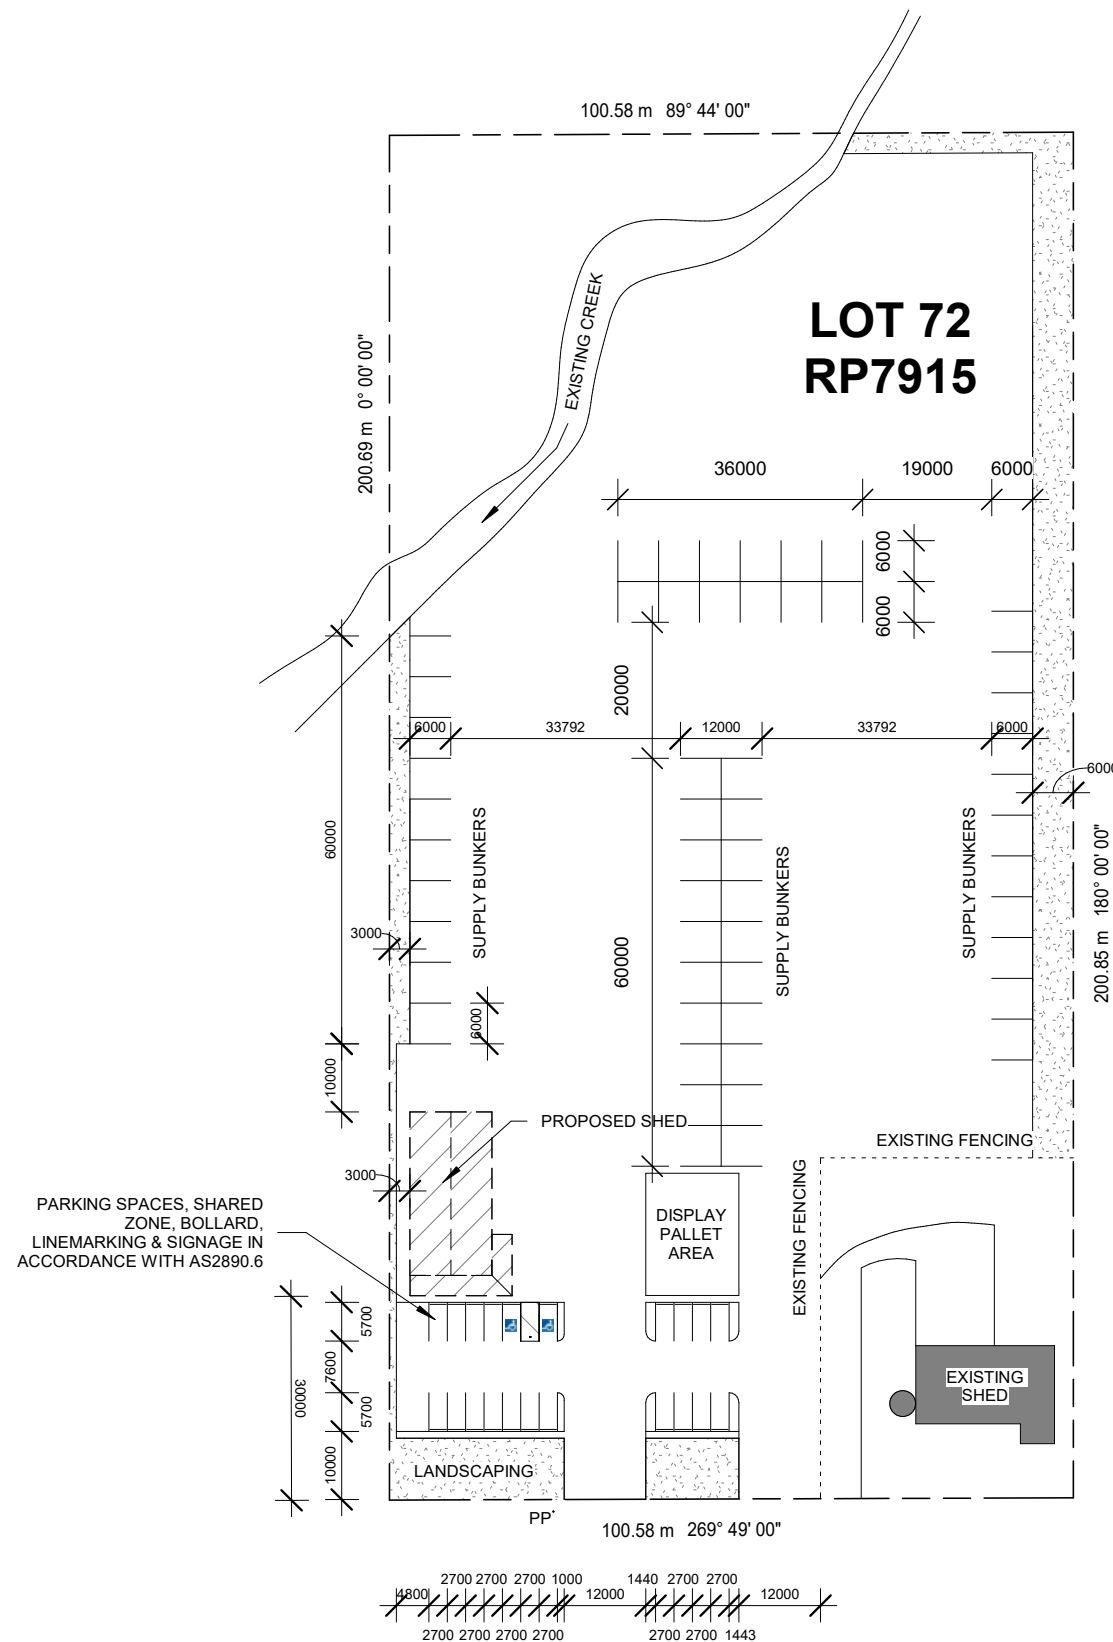 100.58 m 89° 44' 00"
LOT 72
RP7915
200.69 m 0° 00' 00"
EXISTING CREEK
36000
19000
6000
6000
6000
20000
6000
33792
12000
33792
6000
6000
60000
SUPPLY BUNKERS
SUPPLY BUNKERS
SUPPLY BUNKERS
200.85 m 180° 00' 00"
3000
60000
6000
10000
PROPOSED SHED
EXISTING FENCING
3000
EXISTING FENCING
PARKING SPACES, SHARED
ZONE, BOLLARD,
LINEMARKING & SIGNAGE IN
ACCORDANCE WITH AS2890.6
DISPLAY
PALLET
AREA
5700
7600
30000
5700
10000
EXISTING
SHED
LANDSCAPING
PP
100.58 m 269° 49' 00"
2700 2700 2700 1000 1440 2700 2700
4800 12000 12000
2700 2700 2700 2700 2700 2700 1443